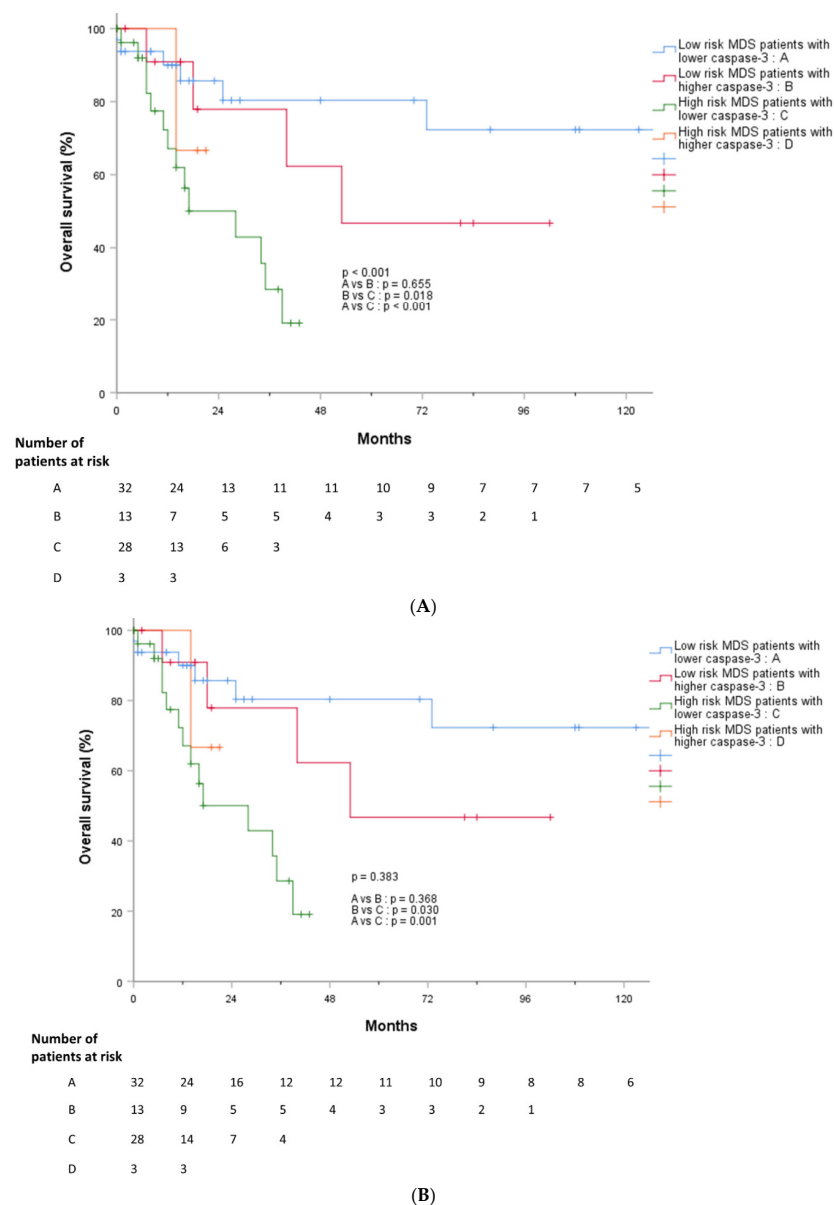 100
80
60
40
20
0
Overall survival (%)
Low risk MDS patients with
lower caspase-3 : A
Low risk MDS patients with
higher caspase-3 : B
High risk MDS patients with
lower caspase-3 : C
High risk MDS patients with
higher caspase-3 : D
p < 0.001
A vs B : p = 0.655
B vs C : p = 0.018
A vs C : p < 0.001
0 24 48 72 96 120
Months
Number of
patients at risk
A 32 24 13 11 11 10 9 7 7 7 5
B 13 7 5 5 4 3 3 2 1
C 28 13 6 3
D 3 3
(A)
100
80
60
40
20
0
Overall survival (%)
Low risk MDS patients with
lower caspase-3 : A
Low risk MDS patients with
higher caspase-3 : B
High risk MDS patients with
lower caspase-3 : C
High risk MDS patients with
higher caspase-3 : D
p = 0.383
A vs B : p = 0.368
B vs C : p = 0.030
A vs C : p = 0.001
0 24 48 72 96 120
Months
Number of
patients at risk
A 32 24 16 12 12 11 10 9 8 8 6
B 13 9 5 5 4 3 3 2 1
C 28 14 7 4
D 3 3
(B)